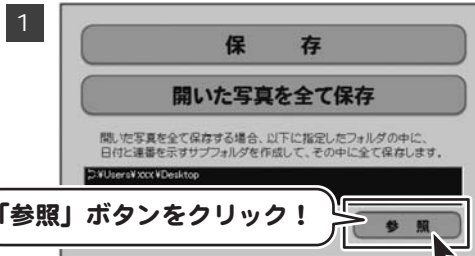 1
保 存
開いた写真を全て保存
開いた写真を全て保存する場合、以下に指定したフォルダの中に、
日付と連番を示すサブフォルダを作成して、その中に全て保存します。
:¥Users¥xxx¥Desktop
「参照」ボタンをクリック！
参 照